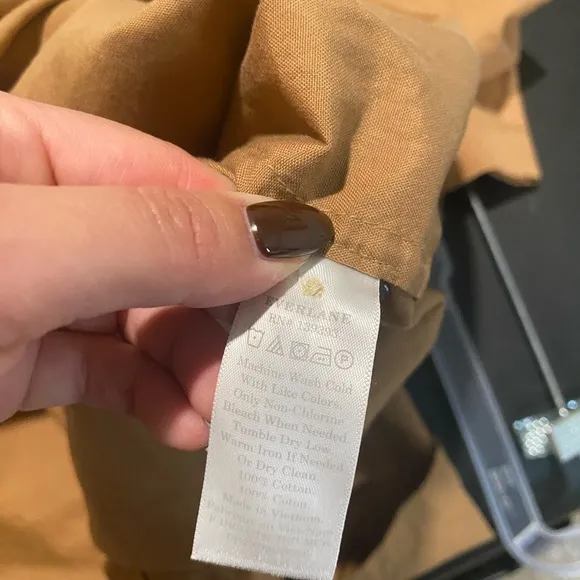 EVERLANE
RN# 139293
Machine Wash Cold
With Like Colors.
Only Non-Chlorine
Bleach When Needed.
Tumble Dry Low
Warm Iron If Needed
Or Dry Clean.
100% Cotton
100% Coton
Made in Vietnam.